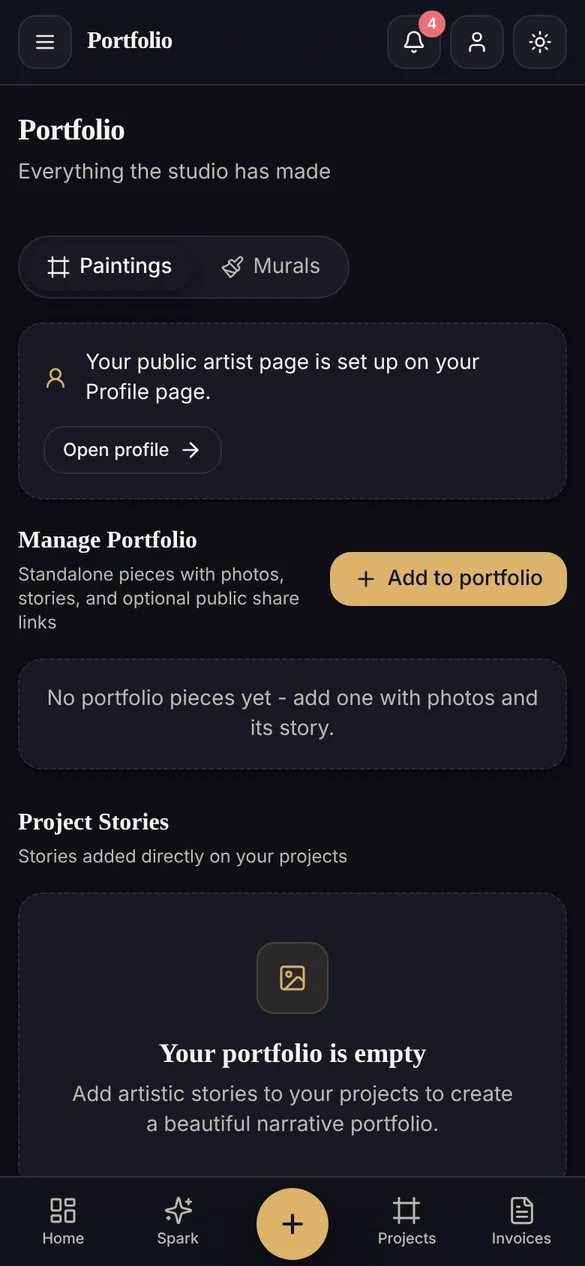 Portfolio
4
Portfolio
Everything the studio has made
Paintings
Murals
Your public artist page is set up on your
Profile page.
Open profile
Manage Portfolio
Standalone pieces with photos,
stories, and optional public share
links
Add to portfolio
No portfolio pieces yet - add one with photos and
its story.
Project Stories
Stories added directly on your projects
Your portfolio is empty
Add artistic stories to your projects to create
a beautiful narrative portfolio.
Home
Spark
Projects
Invoices